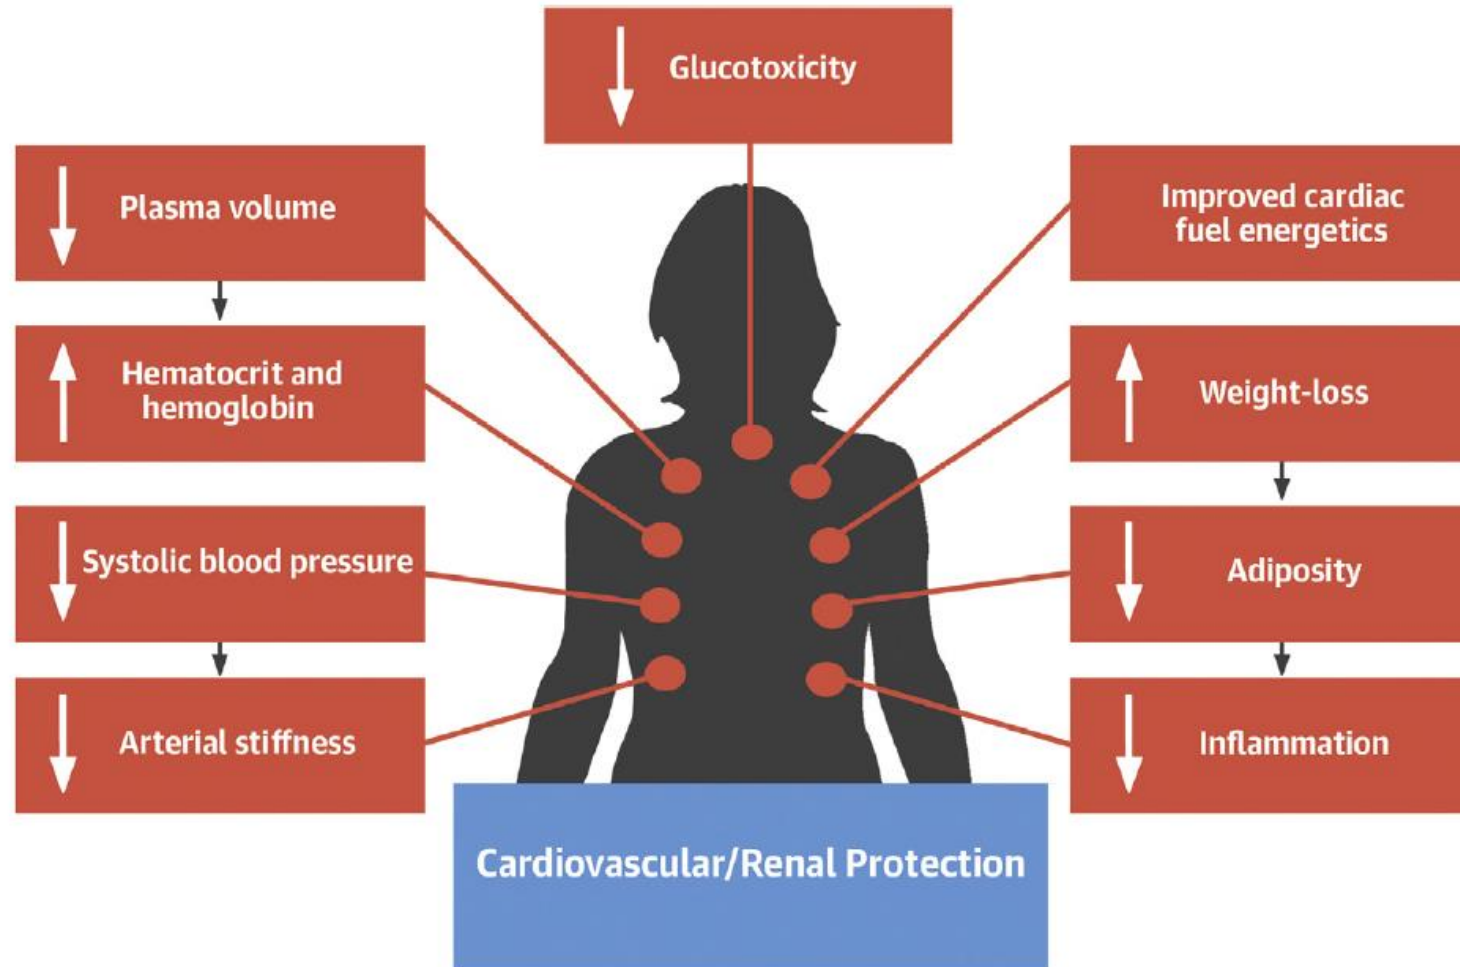 Glucotoxicity
Plasma volume
Hematocrit and
hemoglobin
Systolic blood pressure
Arterial stiffness
Improved cardiac
fuel energetics
Weight-loss
Adiposity
Inflammation
Cardiovascular/Renal Protection